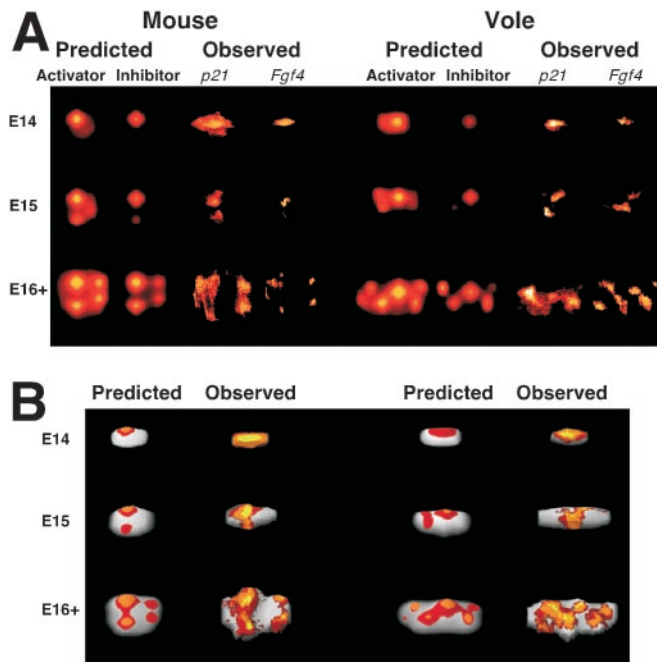 A
Mouse Vole
Predicted Observed Predicted Observed
Activator Inhibitor p21 Fgf4 Activator Inhibitor p21 Fgf4
E14
E15
E16+
B
Predicted Observed Predicted Observed
E14
E15
E16+